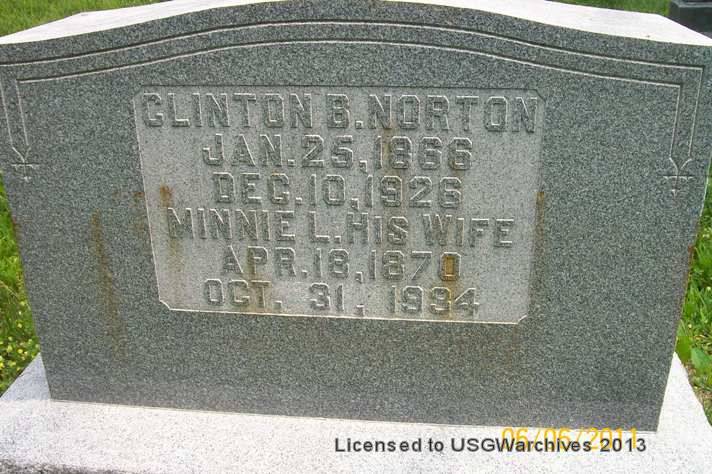 CLINTON B. NORTON
JAN. 25, 1866
DEC. 10, 1926
MINNIE L. HIS WIFE
APR. 18, 1870
OCT. 31, 1934
06/06/2011
Licensed to USGWarchives 2013